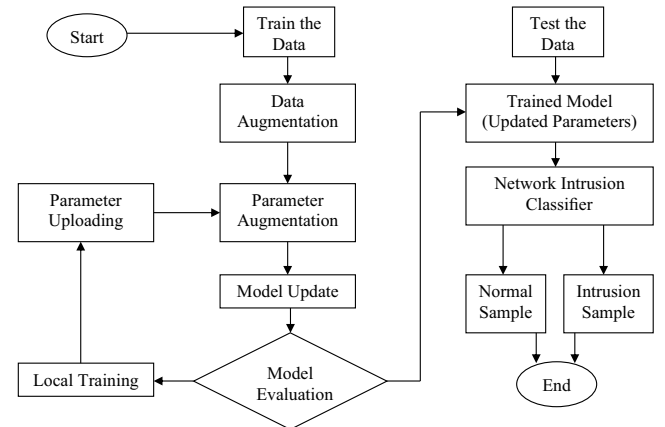 Start
Train the
Data
Data
Augmentation
Parameter
Uploading
Parameter
Augmentation
Model Update
Local Training
Model
Evaluation
Test the
Data
Trained Model
(Updated Parameters)
Network Intrusion
Classifier
Normal
Sample
Intrusion
Sample
End